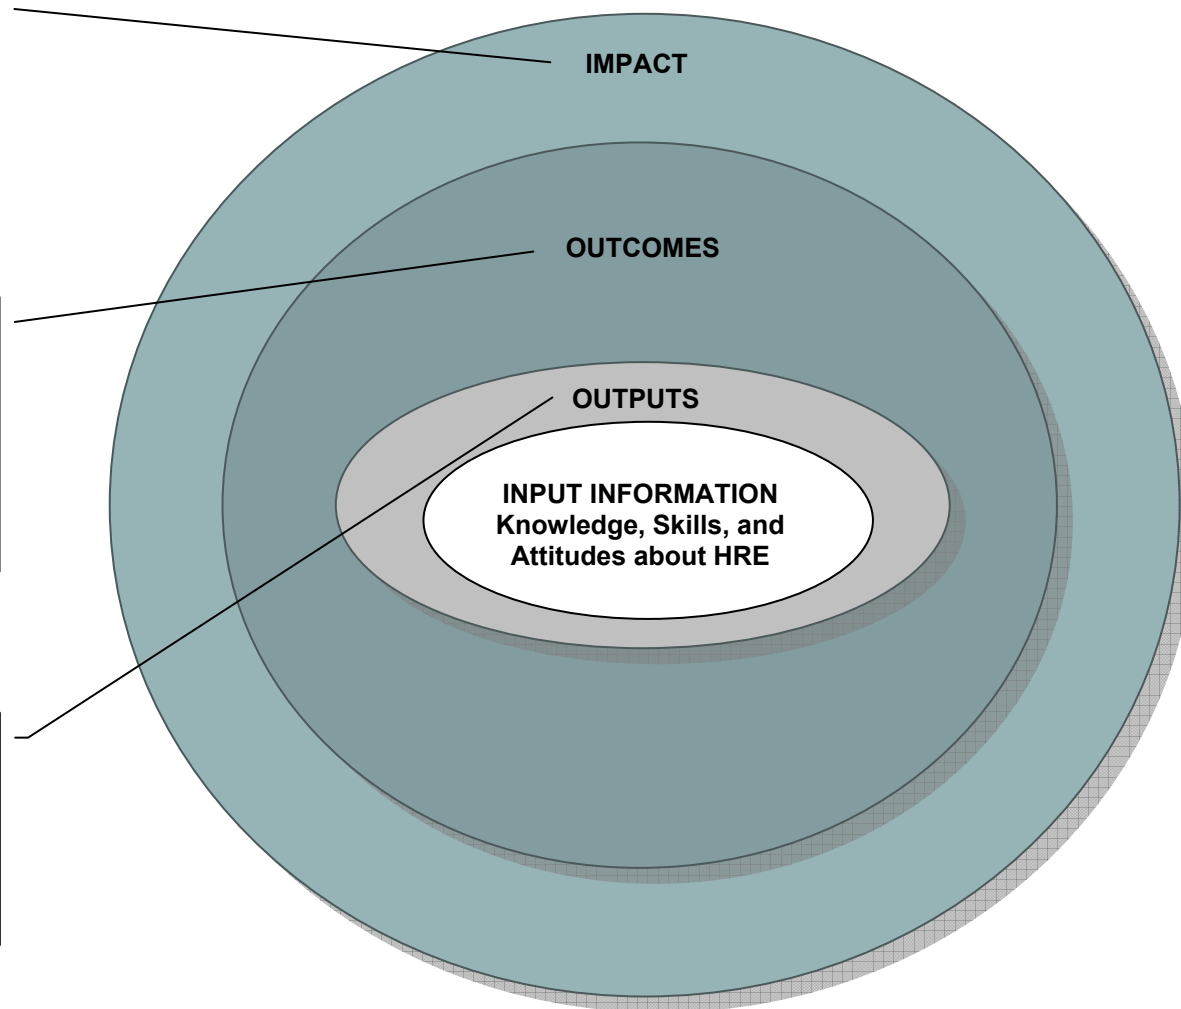 IMPACT
OUTCOMES
OUTPUTS
INPUT INFORMATION
Knowledge, Skills, and
Attitudes about HRE